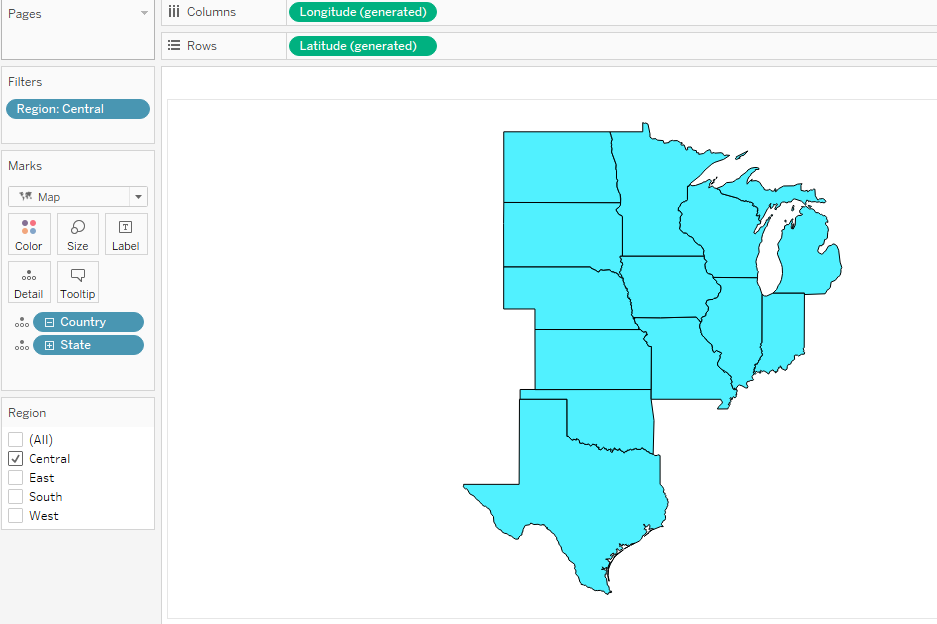 Pages
Columns
Longitude (generated)
Rows
Latitude (generated)
Filters
Region: Central
Marks
Map
Color
Size
Label
Detail
Tooltip
Country
State
Region
(All)
Central
East
South
West